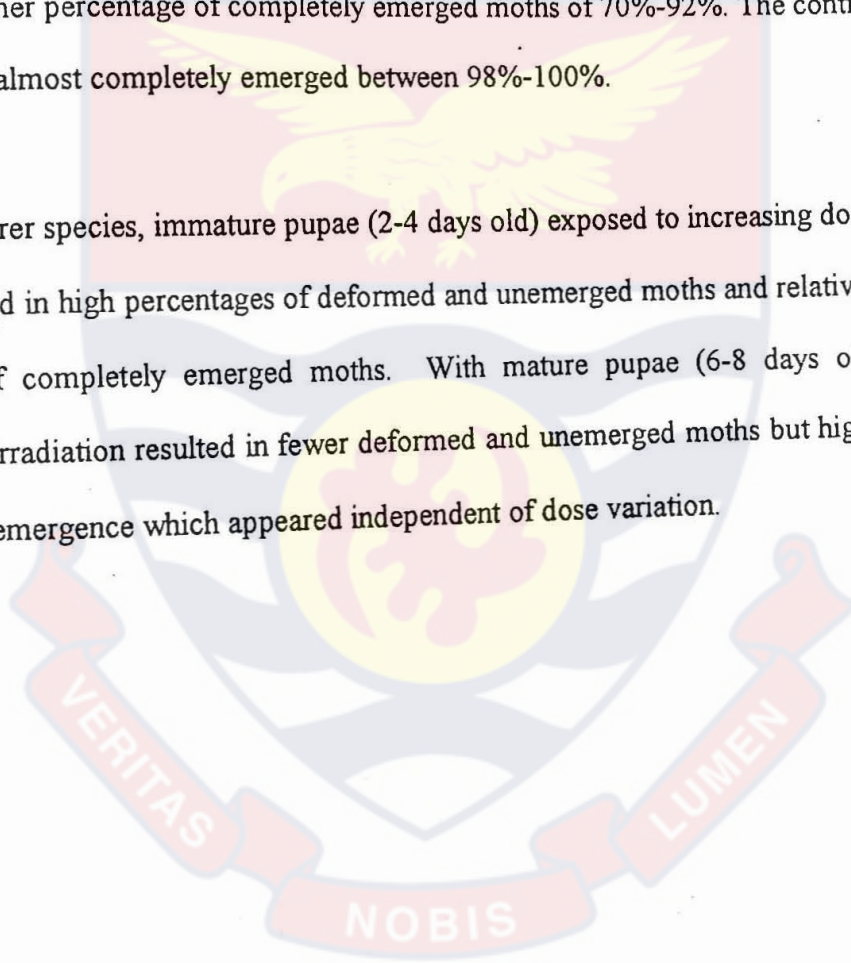 her percentage of completely emerged moths of 70%-92%. The cont
almost completely emerged between 98%-100%.
rer species, immature pupae (2-4 days old) exposed to increasing do
d in high percentages of deformed and unemerged moths and relativ
f completely emerged moths. With mature pupae (6-8 days o
rradiation resulted in fewer deformed and unemerged moths but hig
emergence which appeared independent of dose variation.
VERITAS
NOBIS
LUMEN